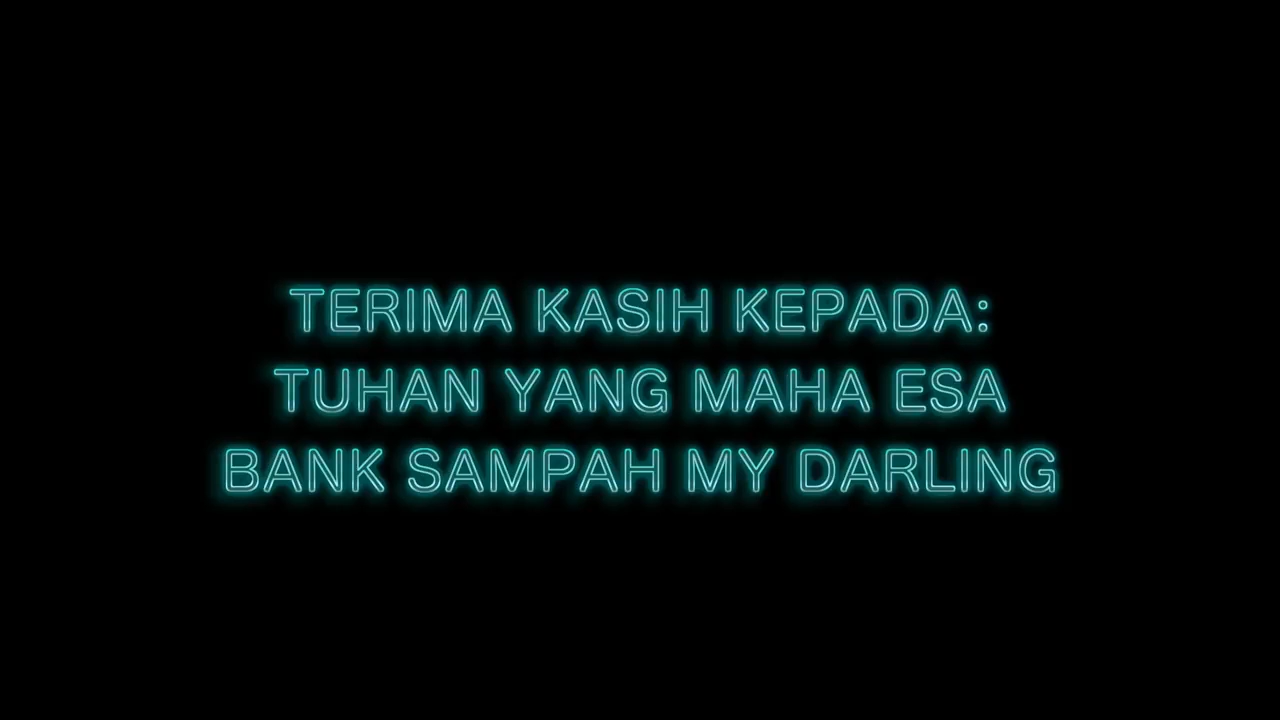 TERIMA KASIH KEPADA:
TUHAN YANG MAHA ESA
BANK SAMPAH MY DARLING